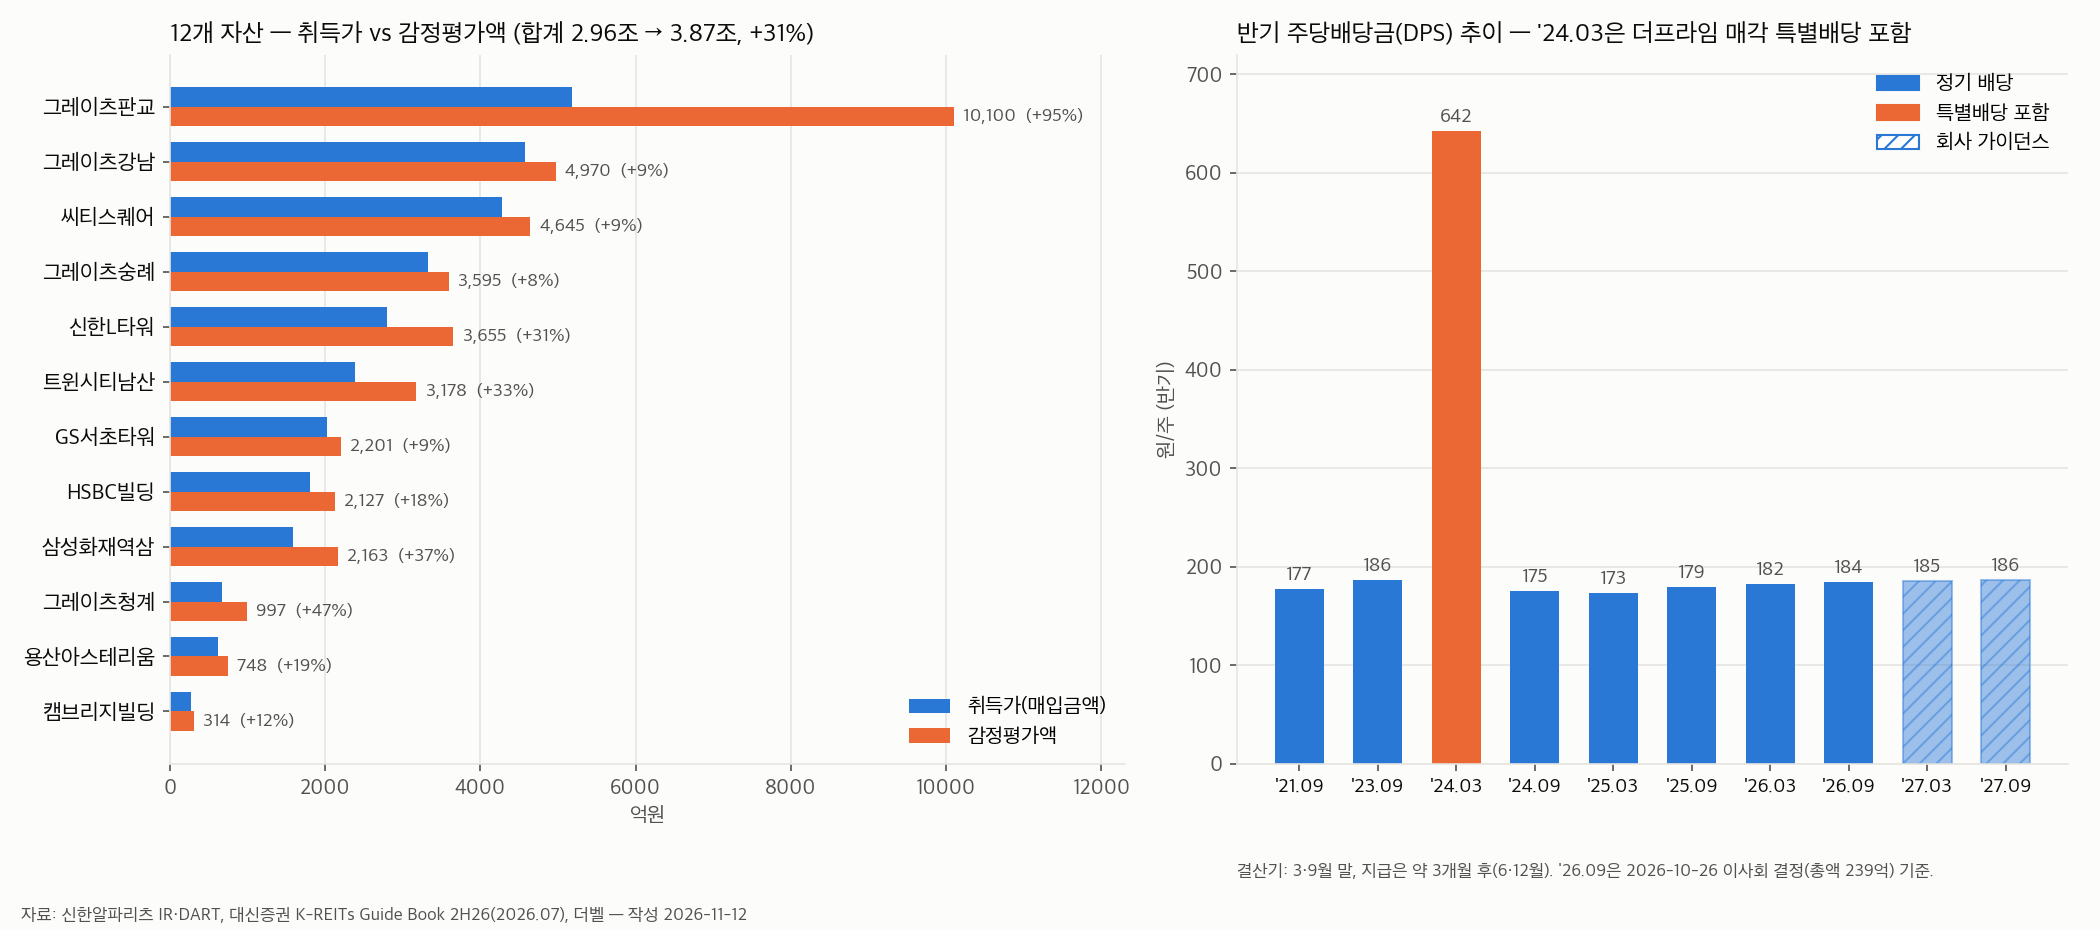 12개 자산 — 취득가 vs 감정평가액 (합계 2.96조 → 3.87조, +31%)
그레이츠판교
10,100 (+95%)
그레이츠강남
4,970 (+9%)
씨티스퀘어
4,645 (+9%)
그레이츠숭례
3,595 (+8%)
신한L타워
3,655 (+31%)
트윈시티남산
3,178 (+33%)
GS서초타워
2,201 (+9%)
HSBC빌딩
2,127 (+18%)
삼성화재역삼
2,163 (+37%)
그레이츠청계
997 (+47%)
용산아스테리움
748 (+19%)
캠브리지빌딩
314 (+12%)
취득가(매입금액)
감정평가액
0 2000 4000 6000 8000 10000 12000
억원
반기 주당배당금(DPS) 추이 — '24.03은 더프라임 매각 특별배당 포함
정기 배당
특별배당 포함
회사 가이던스
원/주 (반기)
700
600
500
400
300
200
100
0
177 186 642 175 173 179 182 184 185 186
'21.09 '23.09 '24.03 '24.09 '25.03 '25.09 '26.03 '26.09 '27.03 '27.09
결산기: 3·9월 말, 지급은 약 3개월 후(6·12월). '26.09은 2026-10-26 이사회 결정(총액 239억) 기준.
자료: 신한알파리츠 IR·DART, 대신증권 K-REITs Guide Book 2H26(2026.07), 더벨 — 작성 2026-11-12